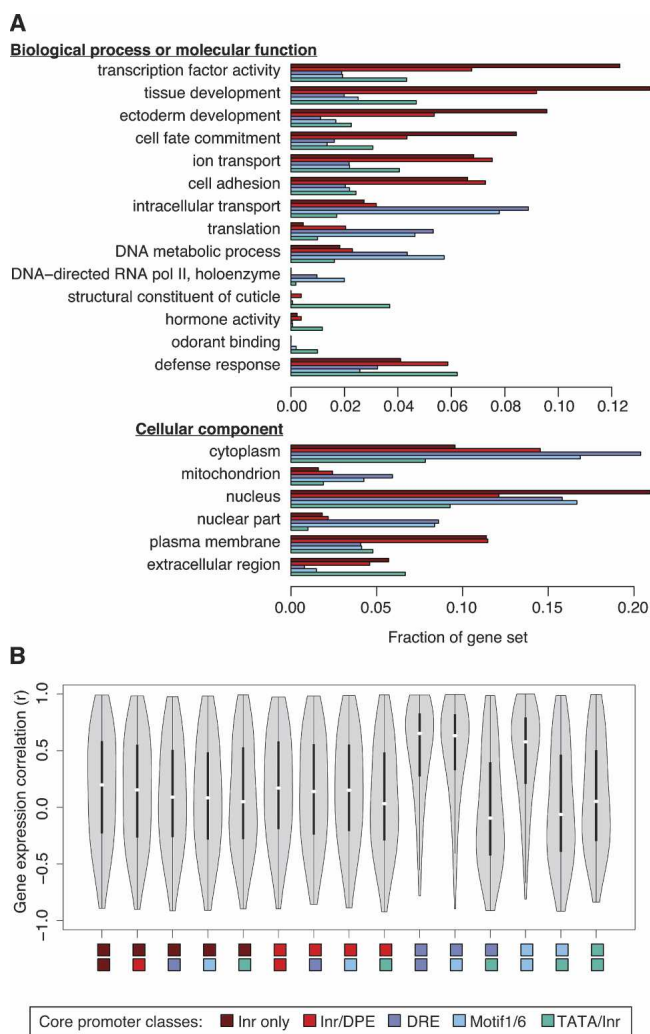 A
Biological process or molecular function
transcription factor activity
tissue development
ectoderm development
cell fate commitment
ion transport
cell adhesion
intracellular transport
translation
DNA metabolic process
DNA−directed RNA pol II, holoenzyme
structural constituent of cuticle
hormone activity
odorant binding
defense response
0.00 0.02 0.04 0.06 0.08 0.10 0.12
Cellular component
cytoplasm
mitochondrion
nucleus
nuclear part
plasma membrane
extracellular region
0.00 0.05 0.10 0.15 0.20
Fraction of gene set
B
Gene expression correlation (r)
1.0
0.5
0.0
−0.5
−1.0
Core promoter classes: Inr only Inr/DPE DRE Motif1/6 TATA/Inr